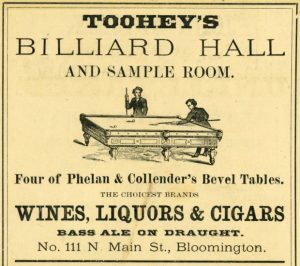 TOOHEY'S
BILLIARD HALL
AND SAMPLE ROOM.
Four of Phelan & Collender's Bevel Tables.
THE CHOICEST BRANDS
WINES, LIQUORS & CIGARS
BASS ALE ON DRAUGHT.
No. 111 N. Main St., Bloomington.